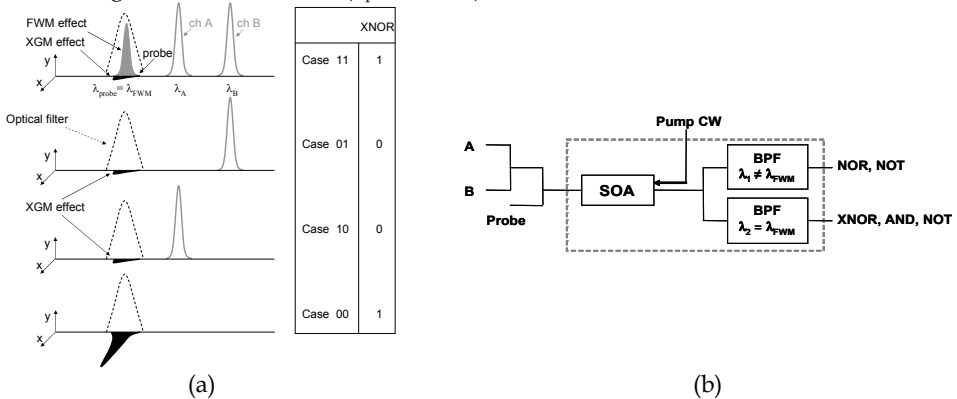 FWM effect
XGM effect
probe
ch A
ch B
y
x
λprobe= λFWM
λA
λB
XNOR
Case 11 1
Optical filter
y
x
Case 01 0
XGM effect
y
x
Case 10 0
y
x
Case 00 1
(a)
Pump CW
A
B
Probe
SOA
BPF
λ1 ≠ λFWM
NOR, NOT
BPF
λ2 = λFWM
XNOR, AND, NOT
(b)